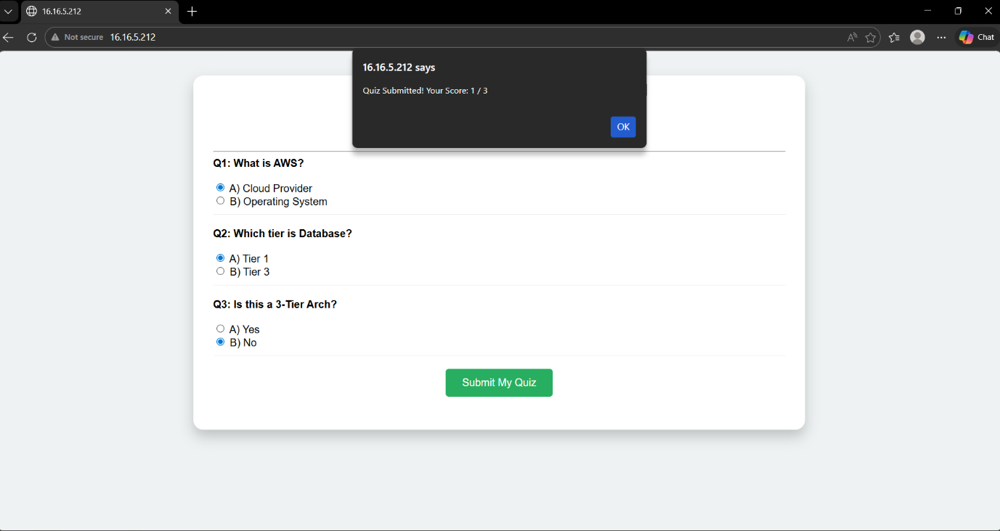 16.16.5.212
Not secure 16.16.5.212
Chat
16.16.5.212 says
Quiz Submitted! Your Score: 1 / 3
OK
Q1: What is AWS?
A) Cloud Provider
B) Operating System
Q2: Which tier is Database?
A) Tier 1
B) Tier 3
Q3: Is this a 3-Tier Arch?
A) Yes
B) No
Submit My Quiz